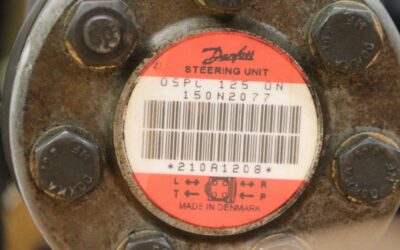 Danfoss
STEERING UNIT
OSPC 125 ON
150N2077
*210A1208*
L R
T P
MADE IN DENMARK